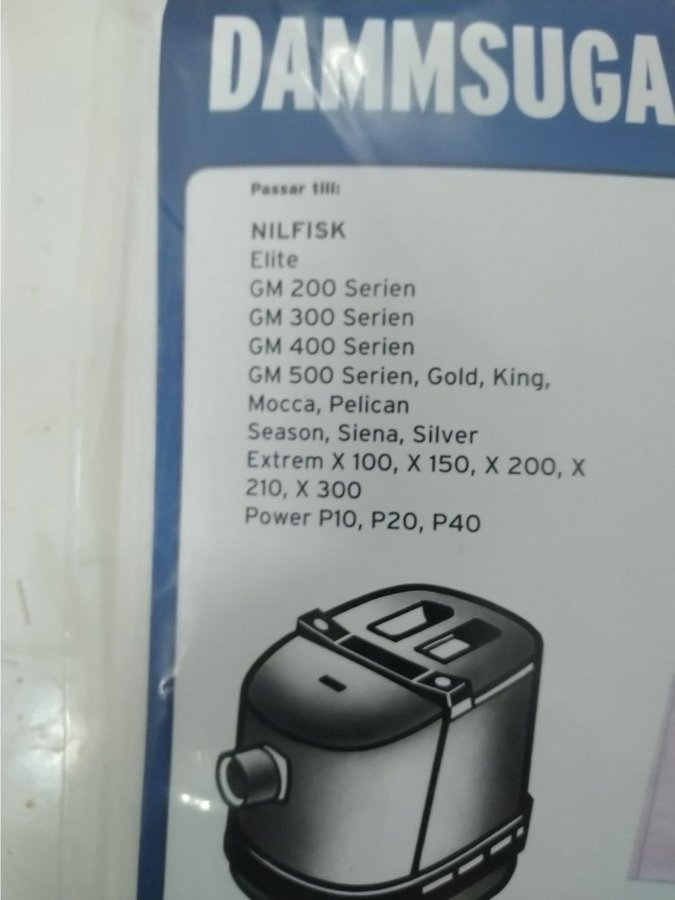 DAMMSUGA
Passar till:
NILFISK
Elite
GM 200 Serien
GM 300 Serien
GM 400 Serien
GM 500 Serien, Gold, King,
Mocca, Pelican
Season, Siena, Silver
Extrem X 100, X 150, X 200, X
210, X 300
Power P10, P20, P40